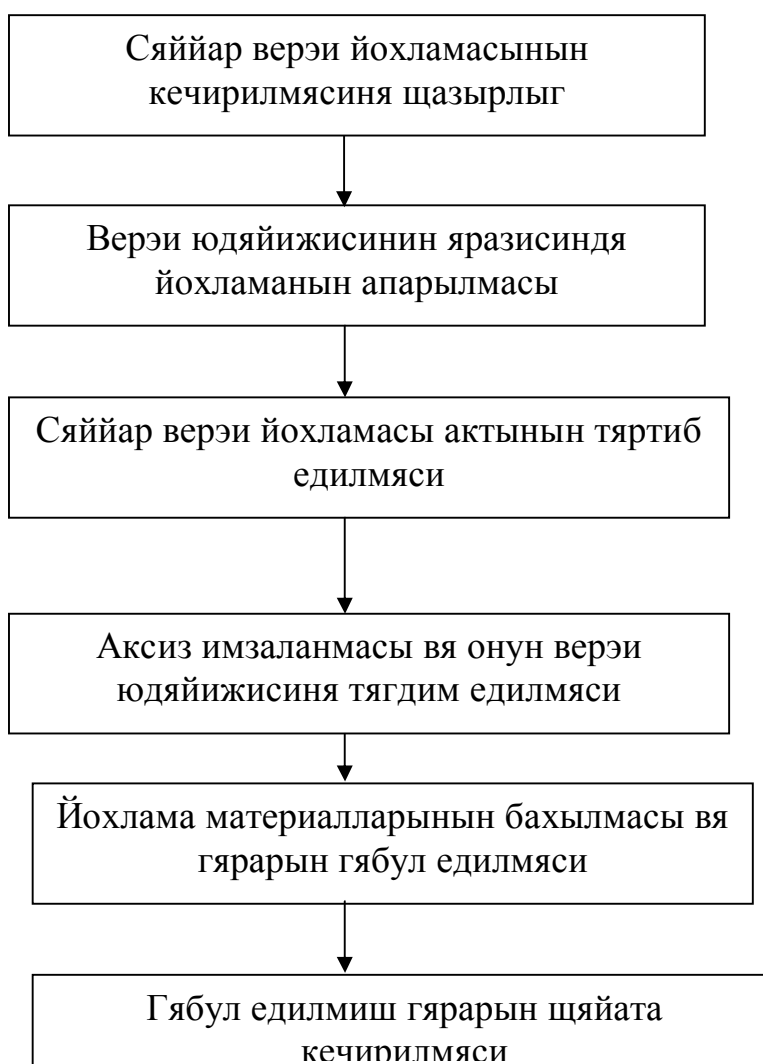 Сяййар верэи йохламасынын
кечирилмясиня щазырлыг
Верэи юдяйижисинин яразисиндя
йохламанын апарылмасы
Сяййар верэи йохламасы актынын тяртиб
едилмяси
Аксиз имзаланмасы вя онун верэи
юдяйижисиня тягдим едилмяси
Йохлама материалларынын бахылмасы вя
гярарын гябул едилмяси
Гябул едилмиш гярарын щяйата
кечирилмяси